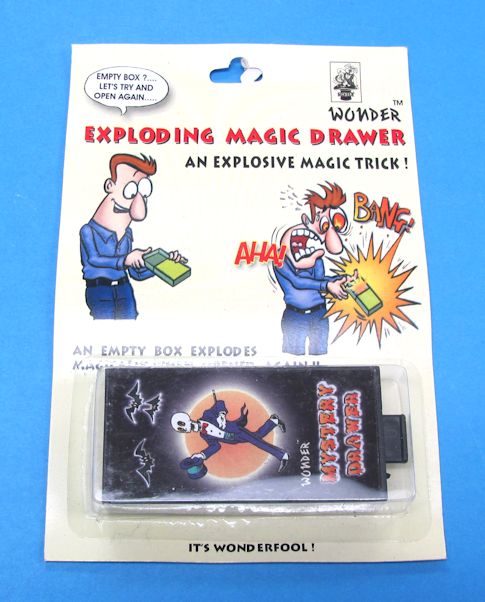 EMPTY BOX ?....
LET'S TRY AND
OPEN AGAIN.....
WONDER TM
EXPLODING MAGIC DRAWER
AN EXPLOSIVE MAGIC TRICK !
BANG!
AHA!
AN EMPTY BOX EXPLODES
AGAIN !!
WONDER
MYSTERY
DRAWER
IT'S WONDERFOOL !